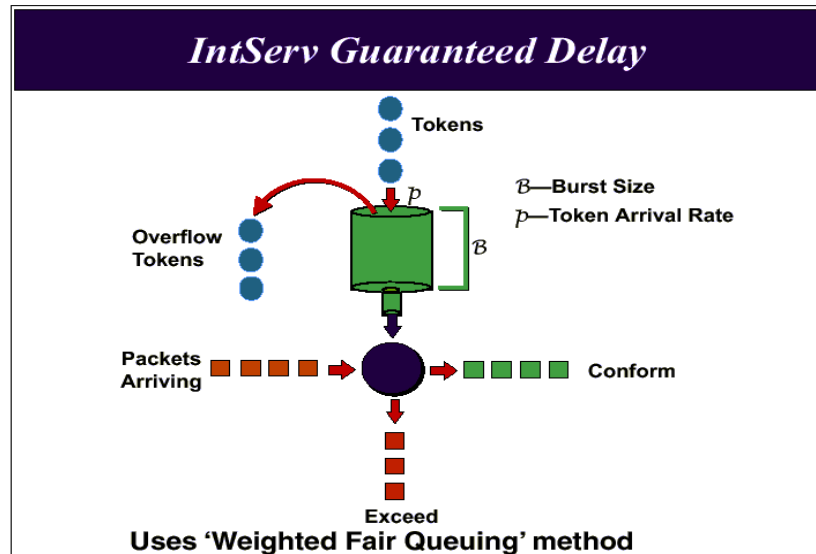 IntServ Guaranteed Delay
Tokens
p
B—Burst Size
p—Token Arrival Rate
B
Overflow
Tokens
Packets
Arriving
Conform
Exceed
Uses ‘Weighted Fair Queuing’ method